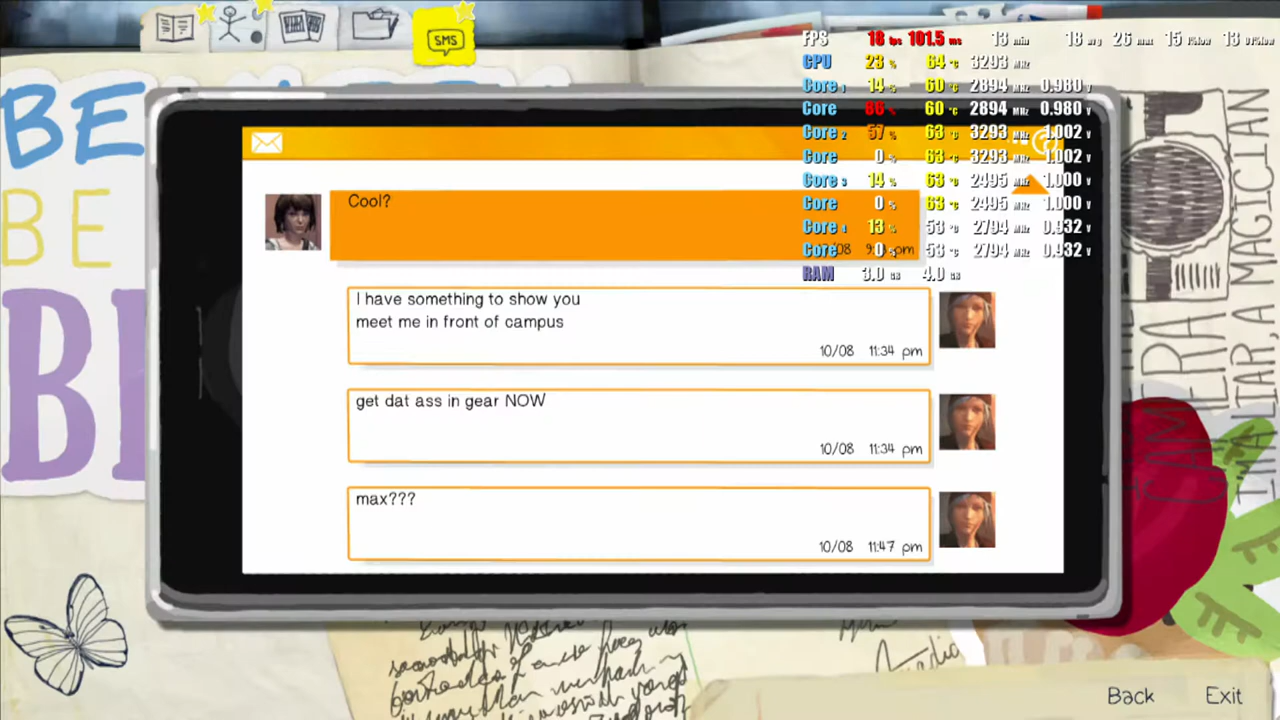 SMS
FPS 18 fps 101.5 ms 13 min 18 avg 26 max 15 1%low 13 0.1%low
CPU 23 % 64 °C 3293 MHz
Core 1 14 % 60 °C 2894 MHz 0.980 V
Core 86 % 60 °C 2894 MHz 0.980 V
Core 2 57 % 63 °C 3293 MHz 1.002 V
Core 0 % 63 °C 3293 MHz 1.002 V
Core 3 14 % 63 °C 2495 MHz 1.000 V
Core 0 % 63 °C 2495 MHz 1.000 V
Core 4 13 % 53 °C 2794 MHz 0.932 V
Core 0 % 53 °C 2794 MHz 0.932 V
RAM 3.0 GB 4.0 GB
BE
BE
Cool?
pm
I have something to show you
meet me in front of campus
10/08 11:34 pm
get dat ass in gear NOW
10/08 11:34 pm
max???
10/08 11:47 pm
LIAR, A MAGICIAN
Back Exit